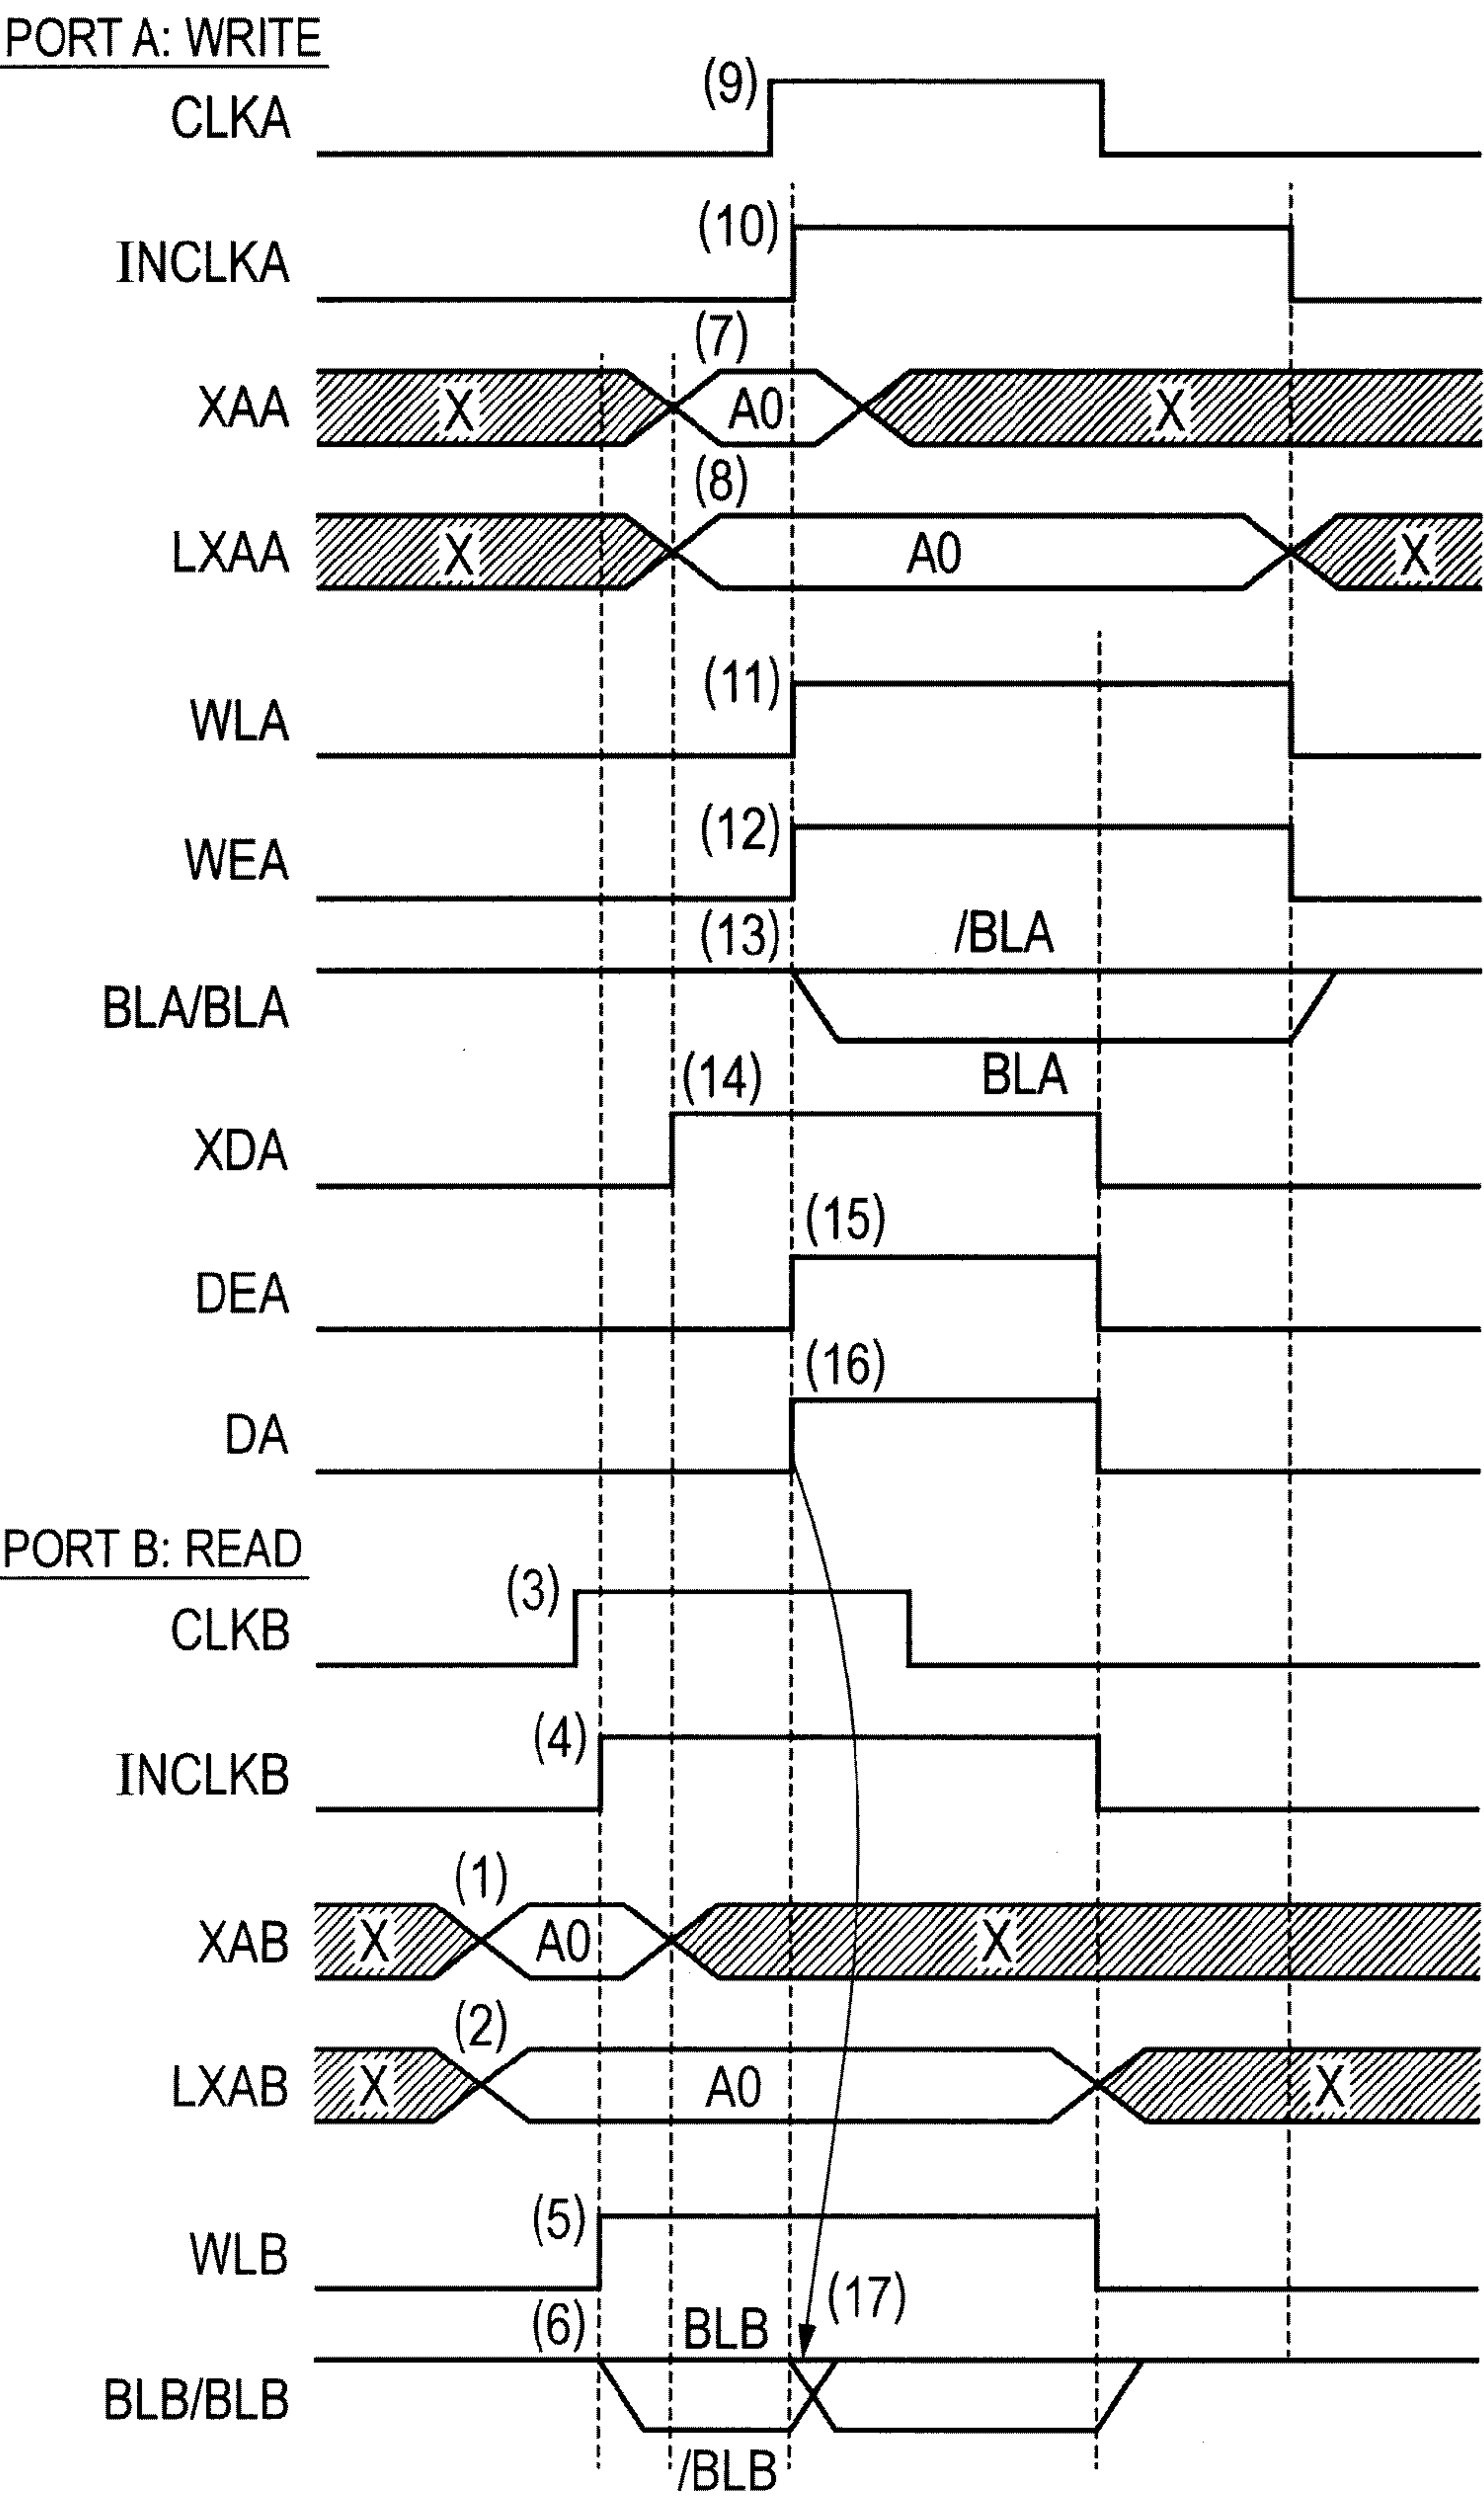 PORT A: WRITE
(9)
CLKA
(10)
INCLKA
(7)
XAA X A0 X
(8)
LXAA X A0 X
(11)
WLA
(12)
WEA
(13) /BLA
BLA/BLA
(14) BLA
XDA
(15)
DEA
(16)
DA
PORT B: READ
(3)
CLKB
(4)
INCLKB
(1)
XAB X A0 X
(2)
LXAB X A0 X
(5)
WLB
(17)
(6) BLB
BLB/BLB
/BLB